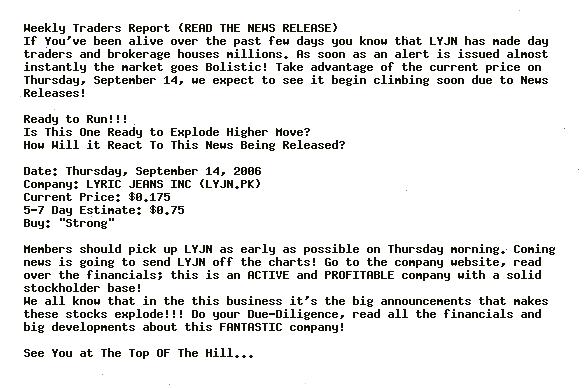 Weekly Traders Report (READ THE NEWS RELEASE)
If You've been alive over the past few days you know that LYJN has made day
traders and brokerage houses millions. As soon as an alert is issued almost
instantly the market goes Bolistic! Take advantage of the current price on
Thursday, September 14, we expect to see it begin climbing soon due to News
Releases!
Ready to Run!!!
Is This One Ready to Explode Higher Move?
How Will it React To This News Being Released?
Date: Thursday, September 14, 2006
Company: LYRIC JEANS INC (LYJN.PK)
Current Price: $0.175
5-7 Day Estimate: $0.75
Buy: "Strong"
Members should pick up LYJN as early as possible on Thursday morning. Coming
news is going to send LYJN off the charts! Go to the company website, read
over the financials; this is an ACTIVE and PROFITABLE company with a solid
stockholder base!
We all know that in the this business it's the big announcements that makes
these stocks explode!!! Do your Due-Diligence, read all the financials and
big developments about this FANTASTIC company!
See You at The Top OF The Hill...